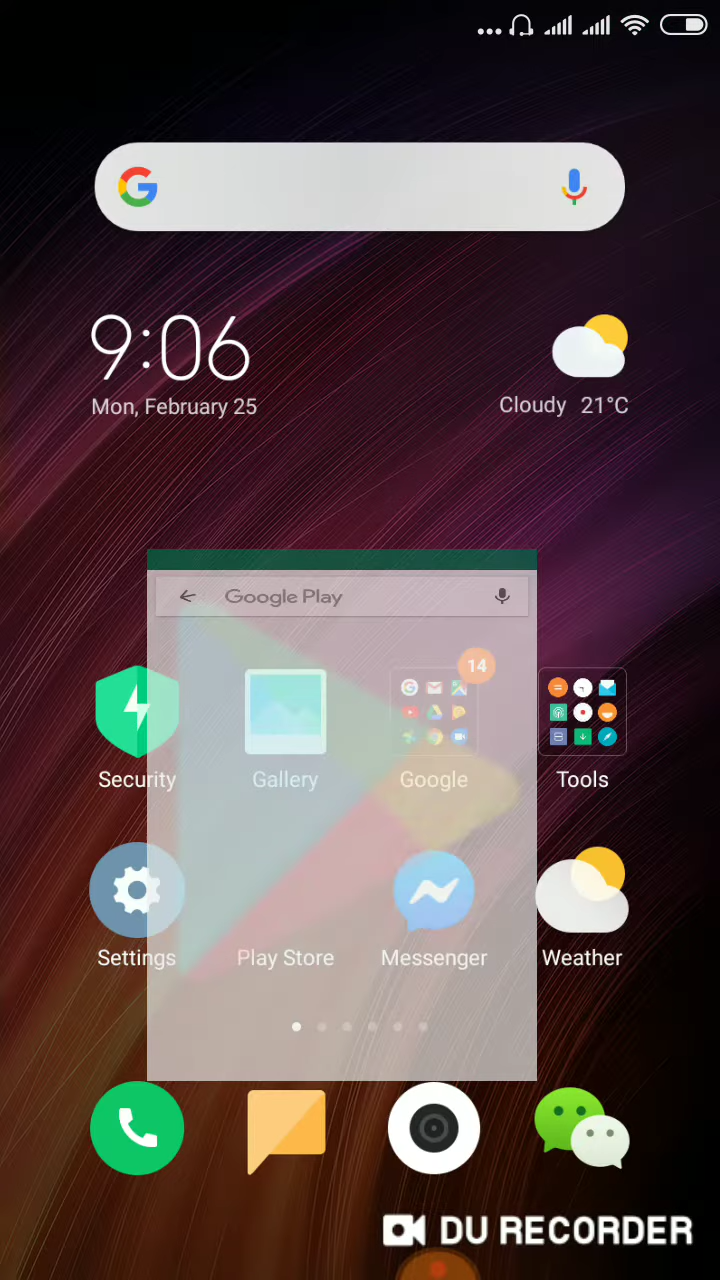 9:06
Mon, February 25
Cloudy 21°C
Google Play
14
Security
Gallery
Google
Tools
Settings
Play Store
Messenger
Weather
DU RECORDER